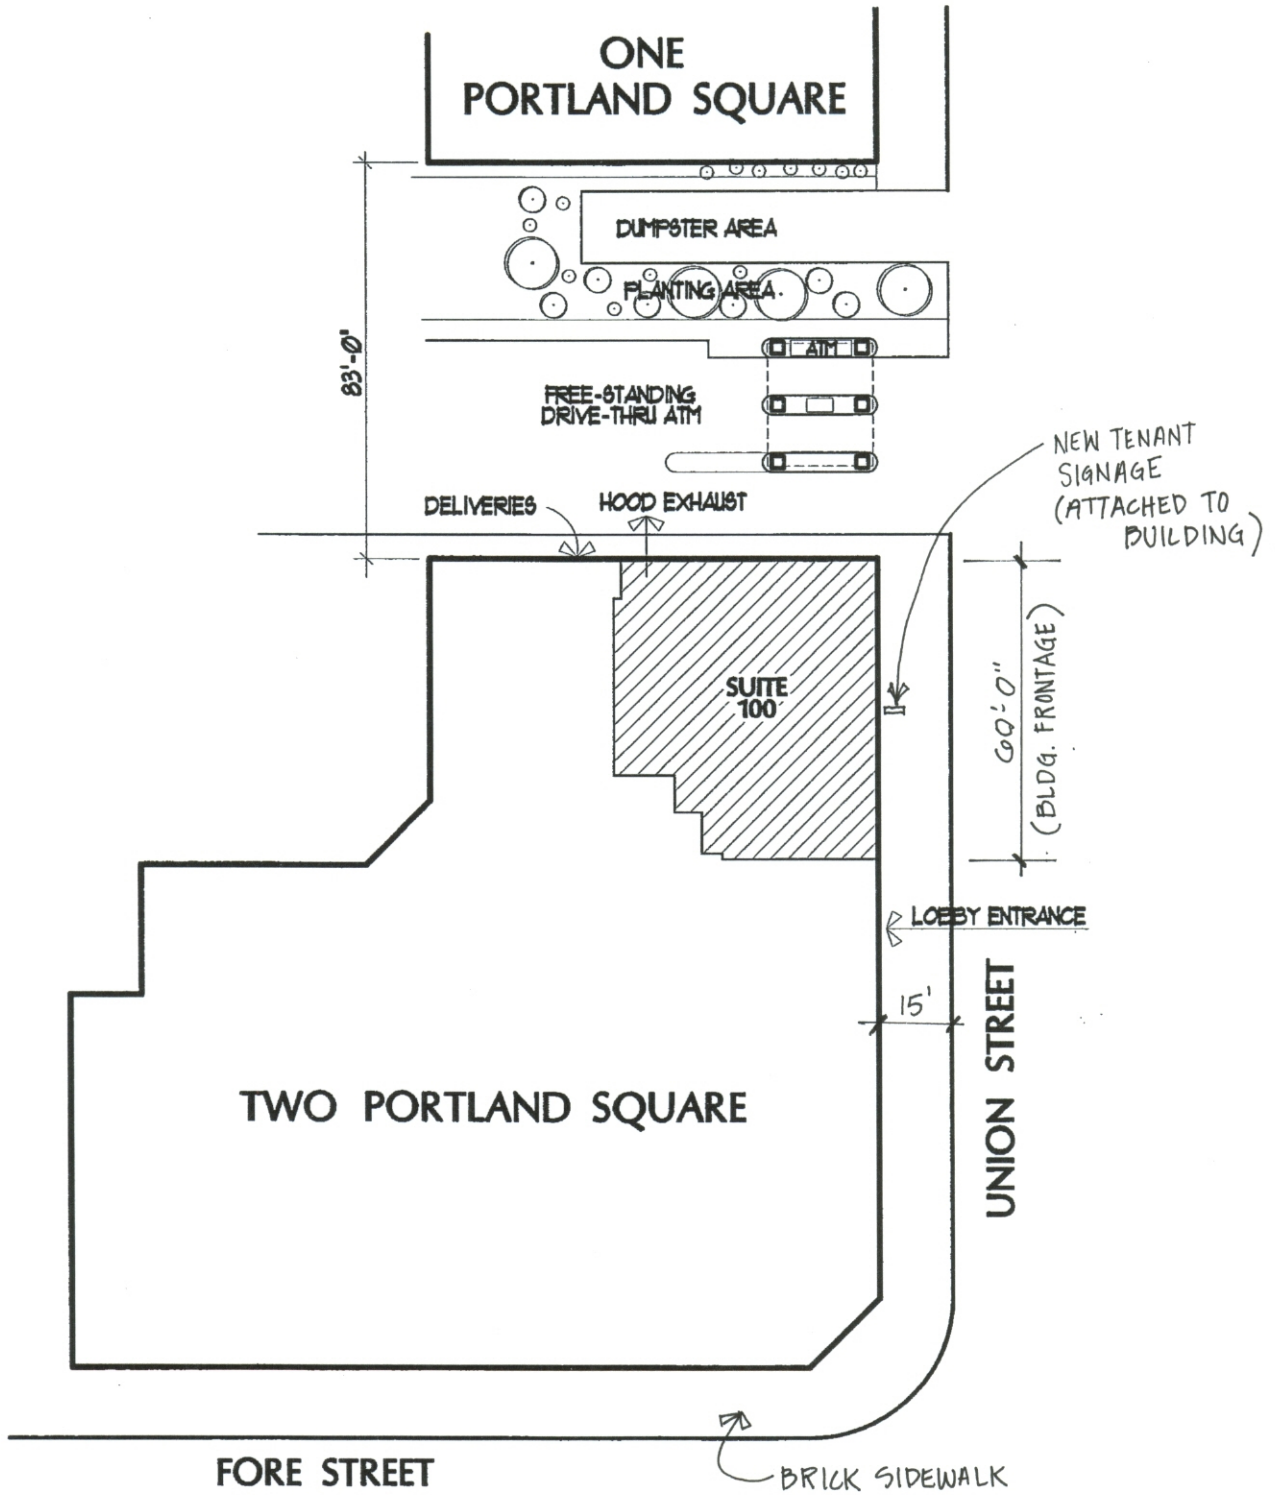 ONE
PORTLAND SQUARE
DUMPSTER AREA
PLANTING AREA
ATM
83'-0"
FREE-STANDING
DRIVE-THRU ATM
NEW TENANT
SIGNAGE
(ATTACHED TO
BUILDING)
DELIVERIES
HOOD EXHAUST
SUITE
100
60'-0"
(BLDG. FRONTAGE)
LOBBY ENTRANCE
15'
UNION STREET
TWO PORTLAND SQUARE
FORE STREET
BRICK SIDEWALK